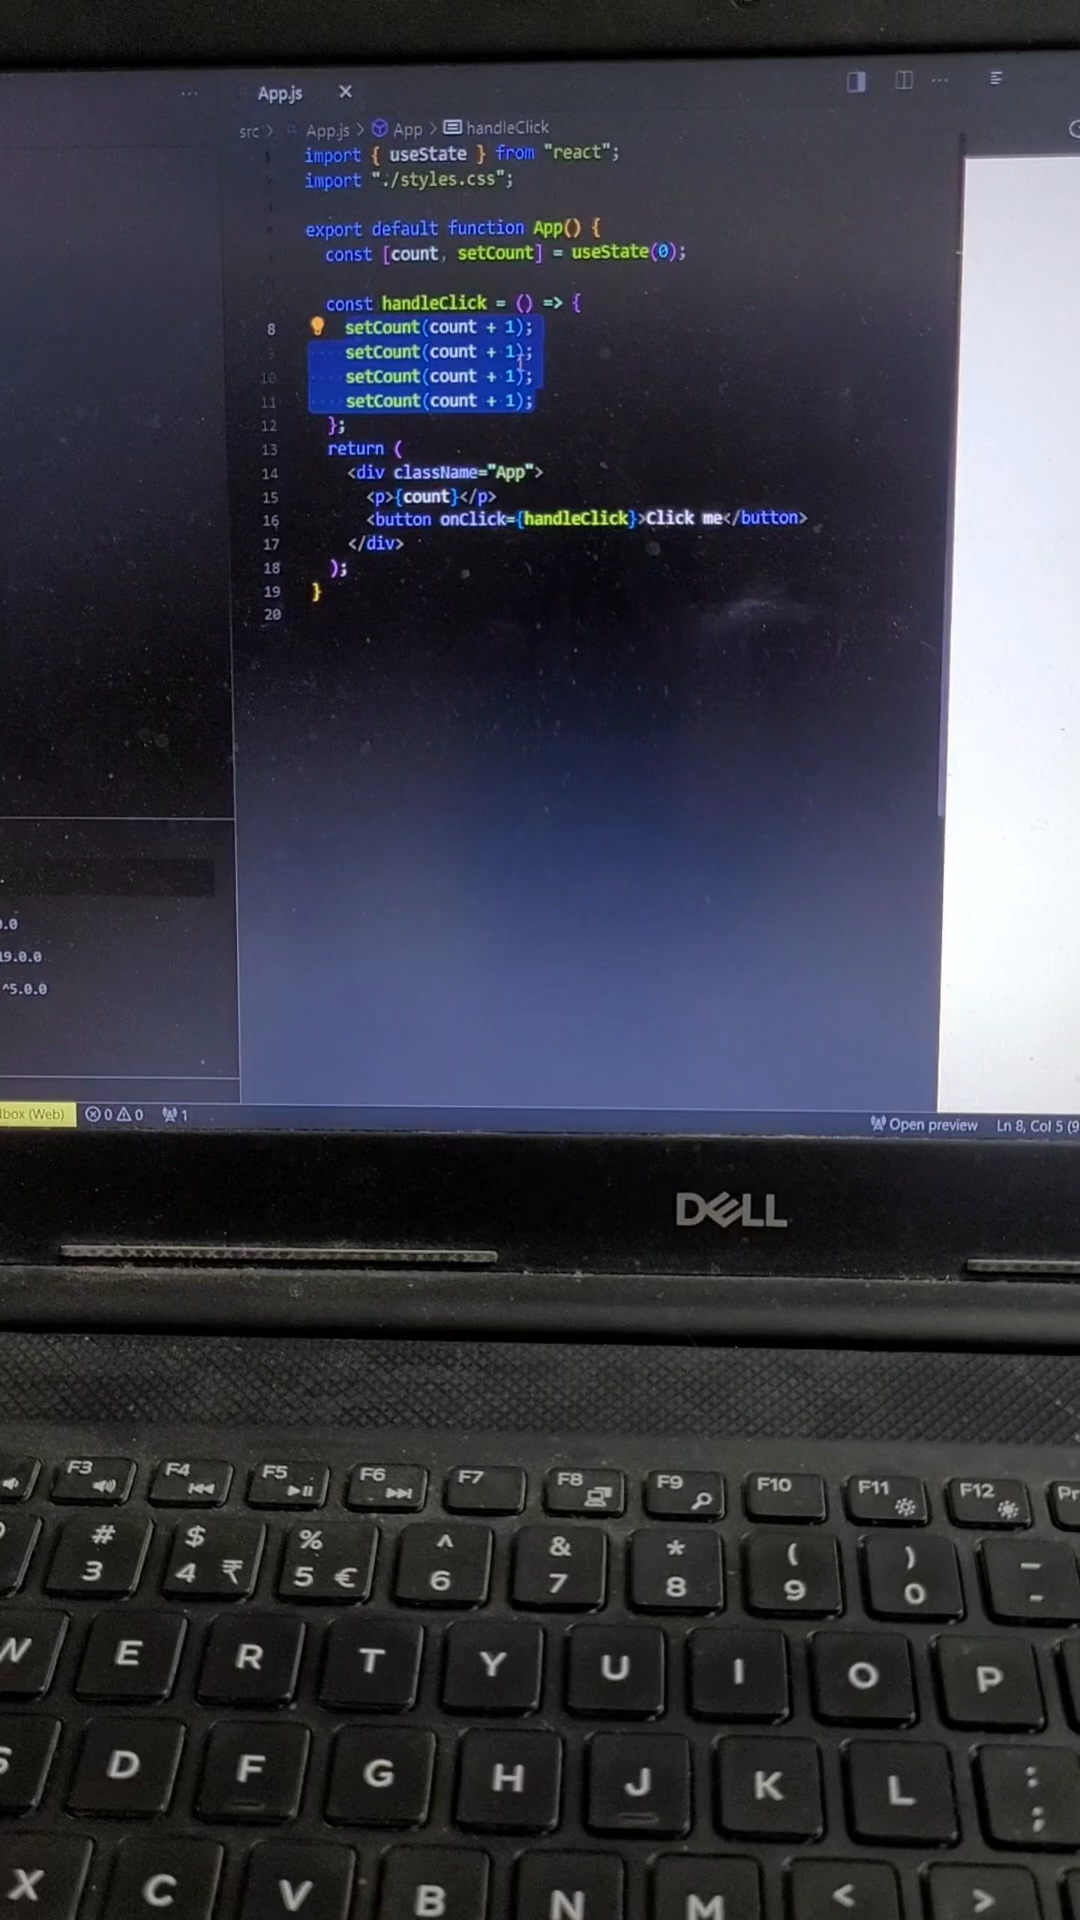 App.js
src > App.js > App > handleClick
1 import { useState } from "react";
import "./styles.css";
export default function App() {
const [count, setCount] = useState(0);
const handleClick = () => {
8 setCount(count + 1);
9 setCount(count + 1);
10 setCount(count + 1);
11 setCount(count + 1);
12 };
13 return (
14 <div className="App">
15 <p>{count}</p>
16 <button onClick={handleClick}>Click me</button>
17 </div>
18 );
19 }
20
.0
19.0.0
^5.0.0
box (Web) 0 0 1
Open preview Ln 8, Col 5 (9
DELL
F3 F4 F5 F6 F7 F8 F9 F10 F11 F12 Pr
# $ % ^ & * ( ) _
3 4 ₹ 5 € 6 7 8 9 0 -
W E R T Y U I O P
S D F G H J K L : ;
X C V B N M < >